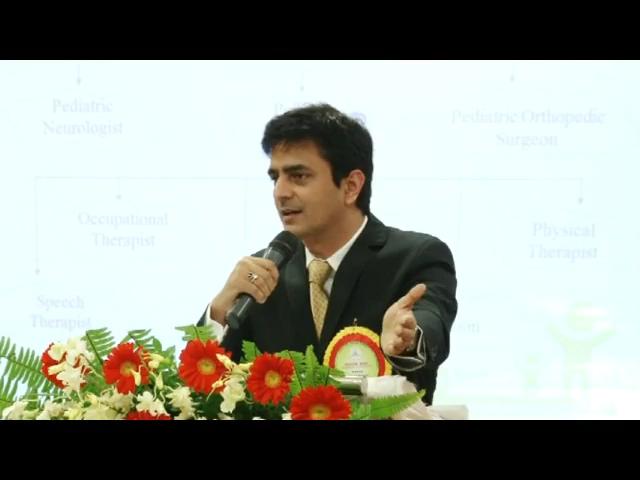 Pediatric
Neurologist
Pediatric Orthopedic
Surgeon
Occupational
Therapist
Physical
Therapist
Speech
Therapist